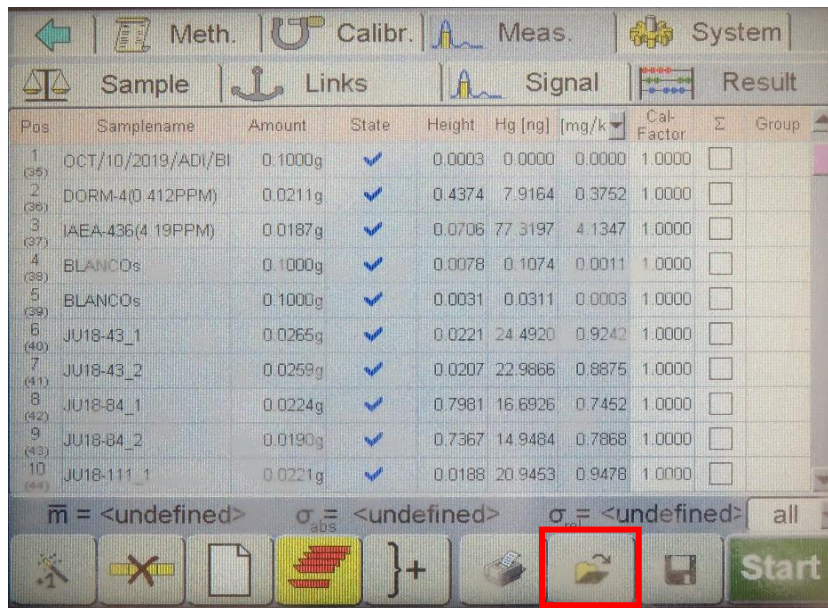 Meth. Calibr. Meas. System
Sample Links Signal Result
Pos Samplename Amount State Height Hg [ng] [mg/k Cal-Factor Σ Group
1 (35) OCT/10/2019/ADI/BI 0.1000g 0.0003 0.0000 0.0000 1.0000
2 (36) DORM-4(0.412PPM) 0.0211g 0.4374 7.9164 0.3752 1.0000
3 (37) IAEA-436(4.19PPM) 0.0187g 0.0706 77.3197 4.1347 1.0000
4 (38) BLANCOs 0.1000g 0.0078 0.1074 0.0011 1.0000
5 (39) BLANCOs 0.1000g 0.0031 0.0311 0.0003 1.0000
6 (40) JU18-43_1 0.0265g 0.0221 24.4920 0.9242 1.0000
7 (41) JU18-43_2 0.0259g 0.0207 22.9866 0.8875 1.0000
8 (42) JU18-84_1 0.0224g 0.7981 16.6926 0.7452 1.0000
9 (43) JU18-84_2 0.0190g 0.7367 14.9484 0.7868 1.0000
10 (44) JU18-111_1 0.0221g 0.0188 20.9453 0.9478 1.0000
m̅ = <undefined> σabs = <undefined> σrel = <undefined> all
1 }+ Start